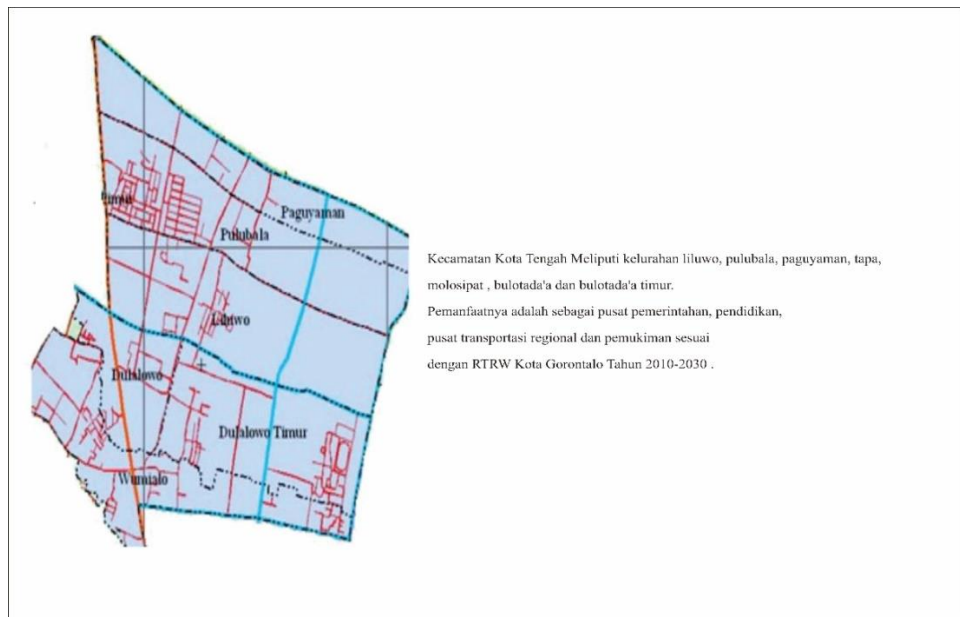 Paguyaman
Pulubala
Liluwo
Dulalowo
Dulalowo Timur
Wumialo
Kecamatan Kota Tengah Meliputi kelurahan liluwo, pulubala, paguyaman, tapa,
molosipat , bulotada'a dan bulotada'a timur.
Pemanfaatnya adalah sebagai pusat pemerintahan, pendidikan,
pusat transportasi regional dan pemukiman sesuai
dengan RTRW Kota Gorontalo Tahun 2010-2030 .